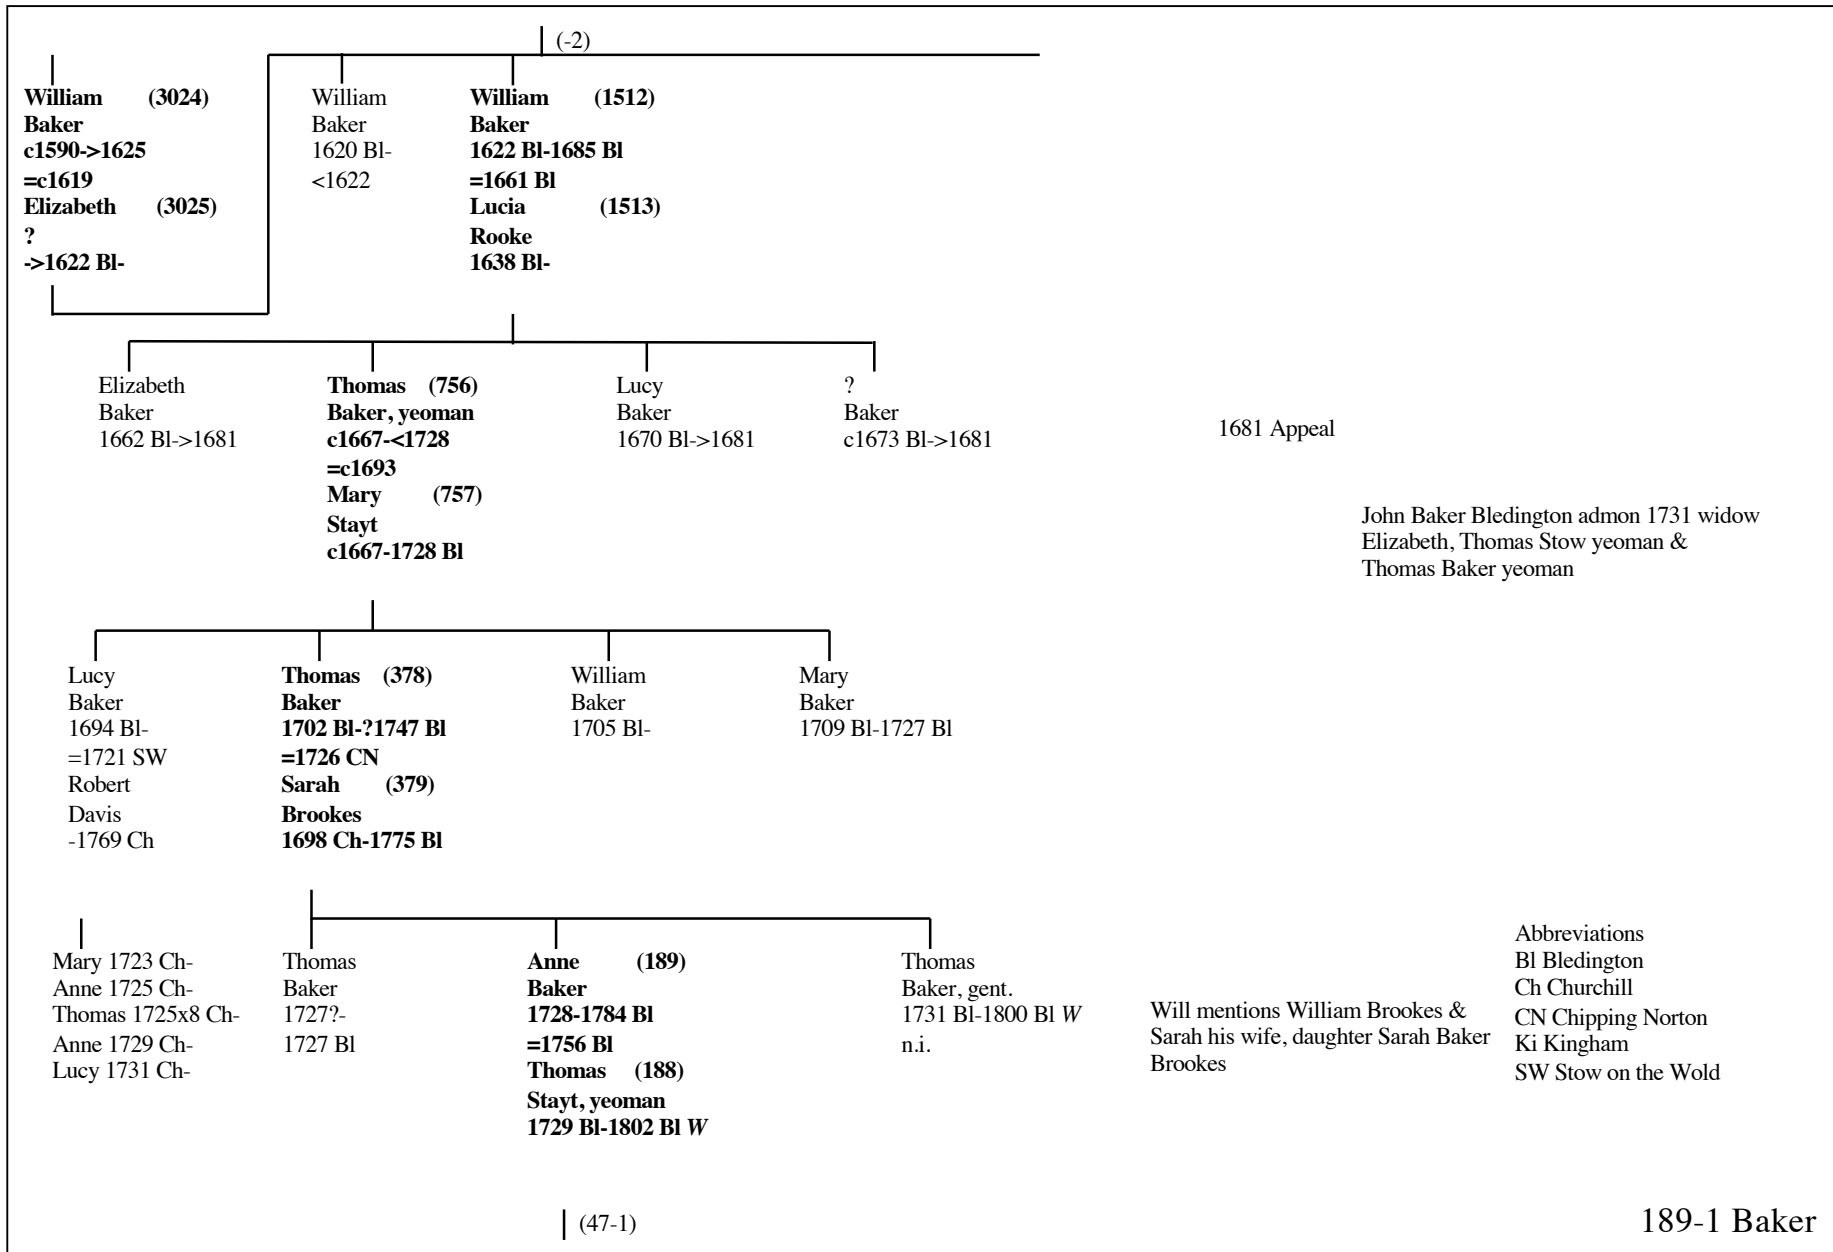 (-2)
William (3024)
Baker
c1590->1625
=c1619
Elizabeth (3025)
?
->1622 Bl-
William
Baker
1620 Bl-
<1622
William (1512)
Baker
1622 Bl-1685 Bl
=1661 Bl
Lucia (1513)
Rooke
1638 Bl-
Elizabeth
Baker
1662 Bl->1681
Thomas (756)
Baker, yeoman
c1667-<1728
=c1693
Mary (757)
Stayt
c1667-1728 Bl
Lucy
Baker
1670 Bl->1681
?
Baker
c1673 Bl->1681
1681 Appeal
John Baker Bledington admon 1731 widow
Elizabeth, Thomas Stow yeoman &
Thomas Baker yeoman
Lucy
Baker
1694 Bl-
=1721 SW
Robert
Davis
-1769 Ch
Thomas (378)
Baker
1702 Bl-?1747 Bl
=1726 CN
Sarah (379)
Brookes
1698 Ch-1775 Bl
William
Baker
1705 Bl-
Mary
Baker
1709 Bl-1727 Bl
Mary 1723 Ch-
Anne 1725 Ch-
Thomas 1725x8 Ch-
Anne 1729 Ch-
Lucy 1731 Ch-
Thomas
Baker
1727?-
1727 Bl
Anne (189)
Baker
1728-1784 Bl
=1756 Bl
Thomas (188)
Stayt, yeoman
1729 Bl-1802 Bl W
Thomas
Baker, gent.
1731 Bl-1800 Bl W
n.i.
Will mentions William Brookes &
Sarah his wife, daughter Sarah Baker
Brookes
Abbreviations
Bl Bledington
Ch Churchill
CN Chipping Norton
Ki Kingham
SW Stow on the Wold
(47-1)
189-1 Baker